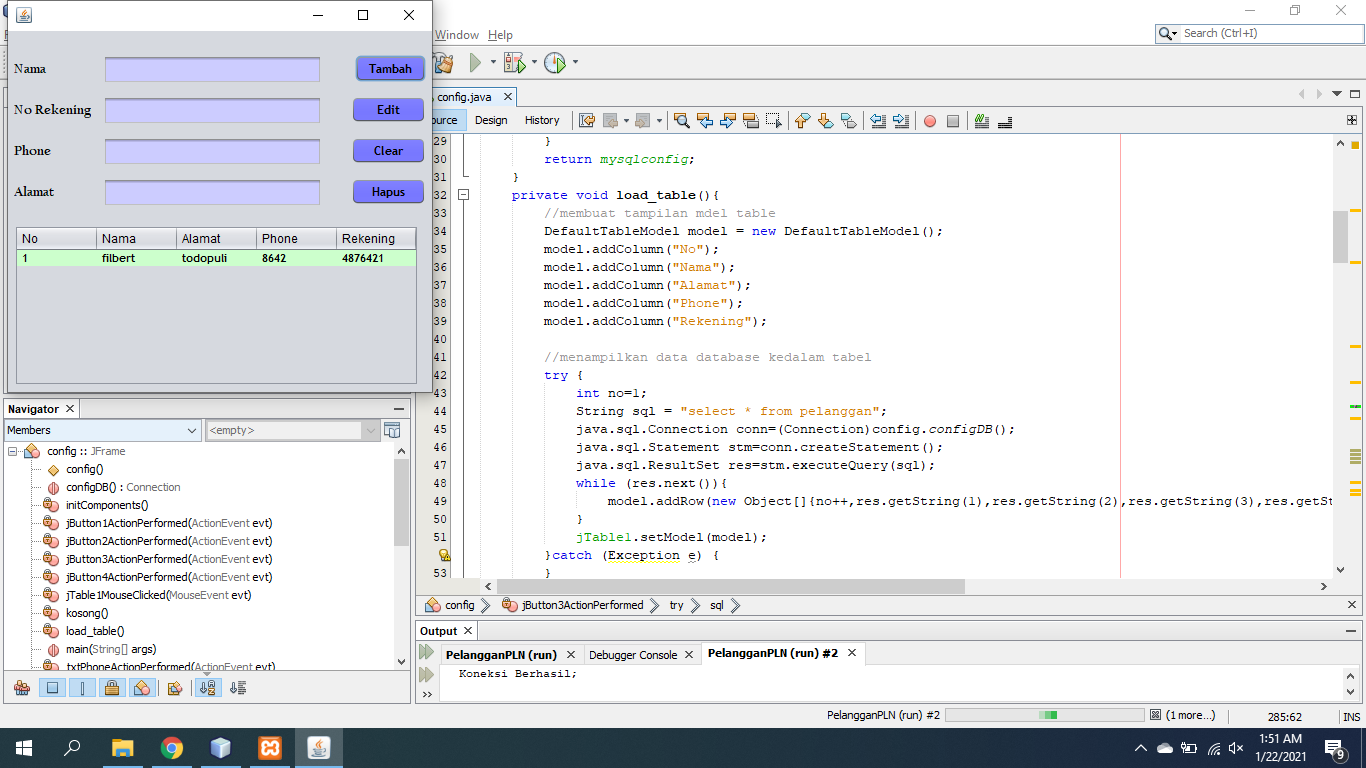 Window Help
Search (Ctrl+I)
Nama
Tambah
No Rekening
Edit
Phone
Clear
Alamat
Hapus
No Nama Alamat Phone Rekening
1 filbert todopuli 8642 4876421
config.java
ource Design History
29 }
30 return mysqlconfig;
31 }
32 private void load_table(){
33 //membuat tampilan mdel table
34 DefaultTableModel model = new DefaultTableModel();
35 model.addColumn("No");
36 model.addColumn("Nama");
37 model.addColumn("Alamat");
38 model.addColumn("Phone");
39 model.addColumn("Rekening");
40
41 //menampilkan data database kedalam tabel
42 try {
43 int no=1;
44 String sql = "select * from pelanggan";
45 java.sql.Connection conn=(Connection)config.configDB();
46 java.sql.Statement stm=conn.createStatement();
47 java.sql.ResultSet res=stm.executeQuery(sql);
48 while (res.next()){
49 model.addRow(new Object[]{no++,res.getString(1),res.getString(2),res.getString(3),res.getSt
50 }
51 jTable1.setModel(model);
}catch (Exception e) {
53 }
config jButton3ActionPerformed try sql
Navigator
Members
<empty>
config :: JFrame
config()
configDB() : Connection
initComponents()
jButton1ActionPerformed(ActionEvent evt)
jButton2ActionPerformed(ActionEvent evt)
jButton3ActionPerformed(ActionEvent evt)
jButton4ActionPerformed(ActionEvent evt)
jTable1MouseClicked(MouseEvent evt)
kosong()
load_table()
main(String[] args)
txtPhoneActionPerformed(ActionEvent evt)
Output
PelangganPLN (run) Debugger Console PelangganPLN (run) #2
Koneksi Berhasil;
PelangganPLN (run) #2 (1 more...) 285:62 INS
1:51 AM
1/22/2021
9